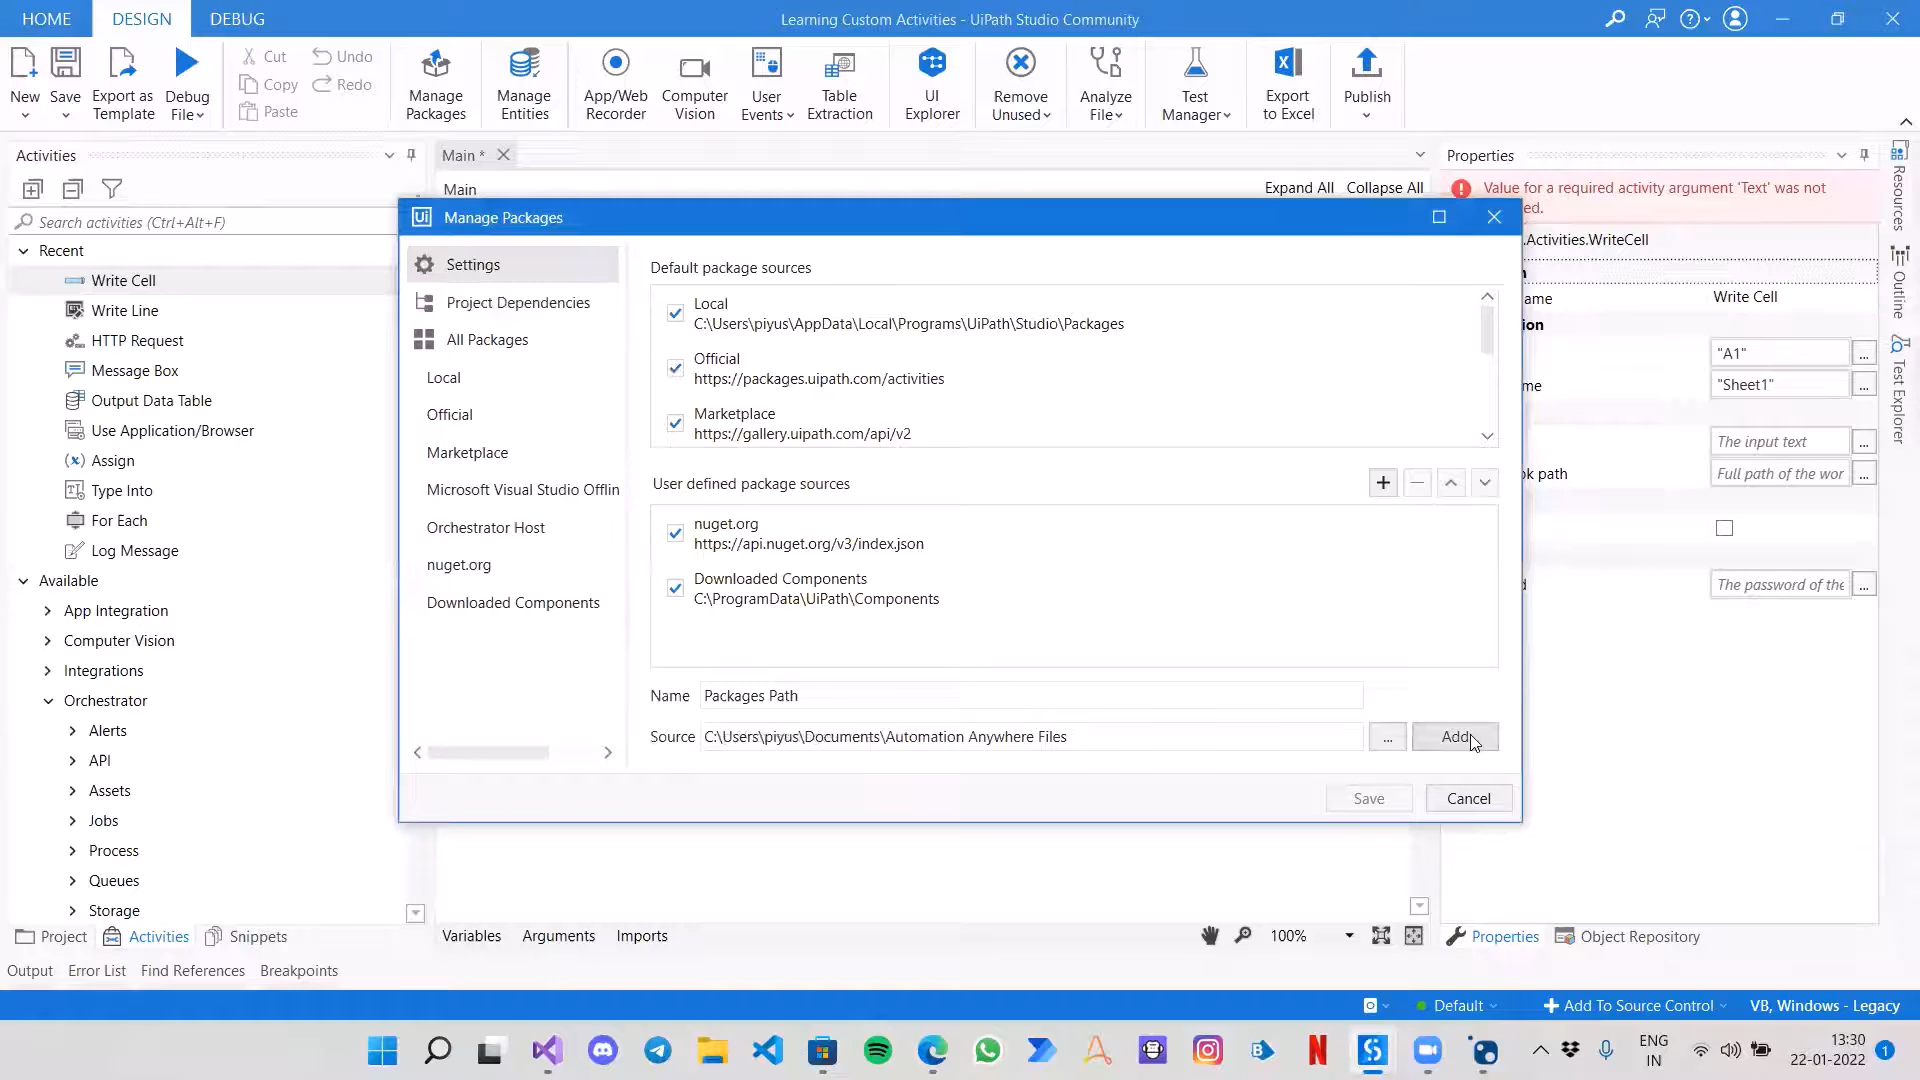 HOME
DESIGN
DEBUG
Learning Custom Activities - UiPath Studio Community
New
Save
Export as
Template
Debug
File
Cut
Copy
Paste
Undo
Redo
Manage
Packages
Manage
Entities
App/Web
Recorder
Computer
Vision
User
Events
Table
Extraction
UI
Explorer
Remove
Unused
Analyze
File
Test
Manager
Export
to Excel
Publish
Activities
Search activities (Ctrl+Alt+F)
Recent
Write Cell
Write Line
HTTP Request
Message Box
Output Data Table
Use Application/Browser
Assign
Type Into
For Each
Log Message
Available
App Integration
Computer Vision
Integrations
Orchestrator
Alerts
API
Assets
Jobs
Process
Queues
Storage
Project
Activities
Snippets
Main *
Main
Expand All
Collapse All
Ui
Manage Packages
Settings
Project Dependencies
All Packages
Local
Official
Marketplace
Microsoft Visual Studio Offlin
Orchestrator Host
nuget.org
Downloaded Components
Default package sources
Local
C:\Users\piyus\AppData\Local\Programs\UiPath\Studio\Packages
Official
https://packages.uipath.com/activities
Marketplace
https://gallery.uipath.com/api/v2
User defined package sources
nuget.org
https://api.nuget.org/v3/index.json
Downloaded Components
C:\ProgramData\UiPath\Components
Name
Packages Path
Source
C:\Users\piyus\Documents\Automation Anywhere Files
...
Add
Save
Cancel
Properties
Value for a required activity argument 'Text' was not
ed.
.Activities.WriteCell
ame
Write Cell
ion
"A1"
...
me
"Sheet1"
...
The input text
...
k path
Full path of the wor
...
d
The password of the
...
Resources
Outline
Test Explorer
Variables
Arguments
Imports
100%
Properties
Object Repository
Output
Error List
Find References
Breakpoints
Default
Add To Source Control
VB, Windows - Legacy
ENG
IN
13:30
22-01-2022
1